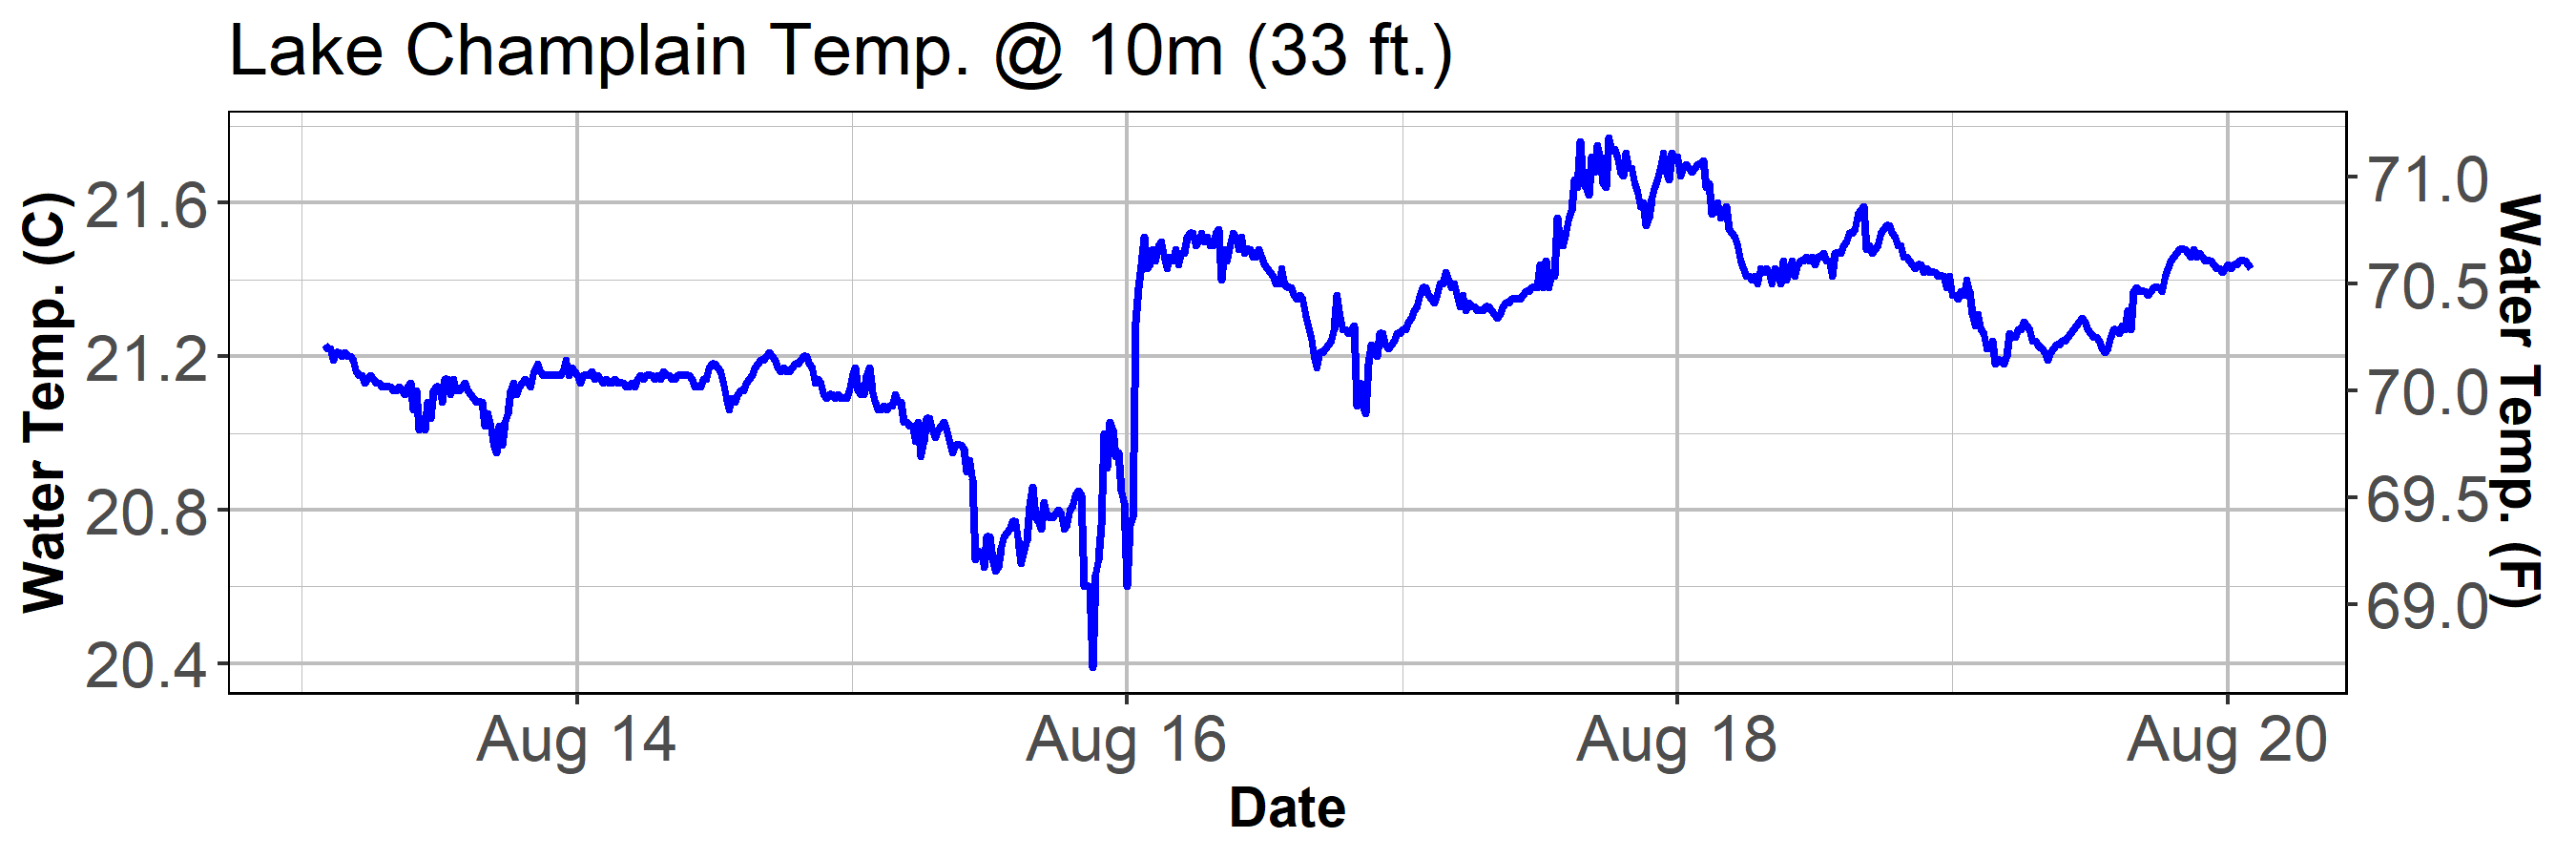 Lake Champlain Temp. @ 10m (33 ft.)
Water Temp. (C)
21.6
21.2
20.8
20.4
71.0
70.5
70.0
69.5
69.0
Water Temp. (F)
Aug 14
Aug 16
Aug 18
Aug 20
Date